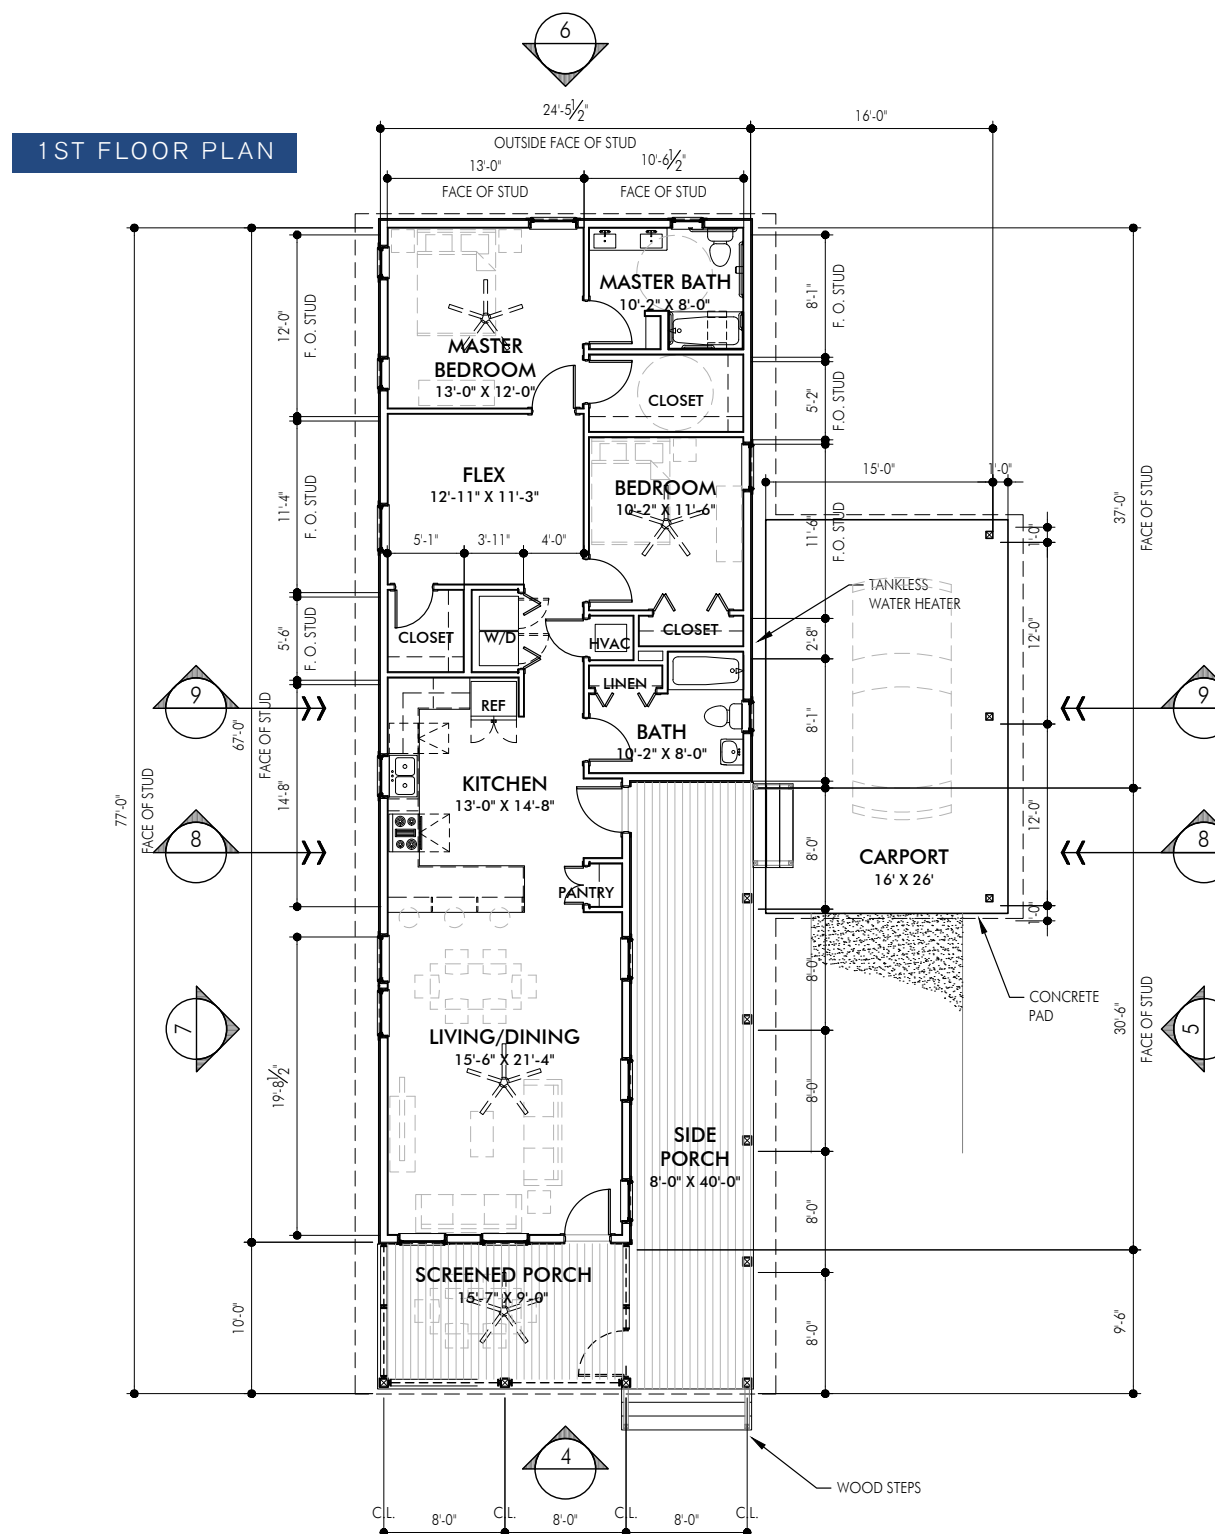 6
24'-5 1/2"
16'-0"
OUTSIDE FACE OF STUD
1ST FLOOR PLAN
13'-0"
10'-6 1/2"
FACE OF STUD
FACE OF STUD
MASTER BATH
10'-2" X 8'-0"
8'-1"
F. O. STUD
12'-0"
F. O. STUD
MASTER
BEDROOM
13'-0" X 12'-0"
CLOSET
5'-2"
F.O. STUD
FLEX
12'-11" X 11'-3"
BEDROOM
10'-2" X 11'-6"
15'-0"
1'-0"
11'-4"
F.O. STUD
11'-6"
F.O. STUD
37'-0"
FACE OF STUD
5'-1"
3'-11"
4'-0"
1'-0"
TANKLESS
WATER HEATER
5'-6"
F.O. STUD
CLOSET
W/D
HVAC
CLOSET
2'-8"
12'-0"
LINEN
9
9
67'-0"
FACE OF STUD
REF
BATH
10'-2" X 8'-0"
8'-1"
77'-0"
FACE OF STUD
14'-8"
KITCHEN
13'-0" X 14'-8"
8
8
8'-0"
CARPORT
16' X 26'
12'-0"
PANTRY
1'-0"
8'-0"
CONCRETE
PAD
7
5
30'-6"
FACE OF STUD
LIVING/DINING
15'-6" X 21'-4"
19'-8 1/2"
8'-0"
SIDE
PORCH
8'-0" X 40'-0"
8'-0"
SCREENED PORCH
15'-7" X 9'-0"
10'-0"
8'-0"
9'-6"
4
WOOD STEPS
C.L.
C.L.
C.L.
C.L.
8'-0"
8'-0"
8'-0"